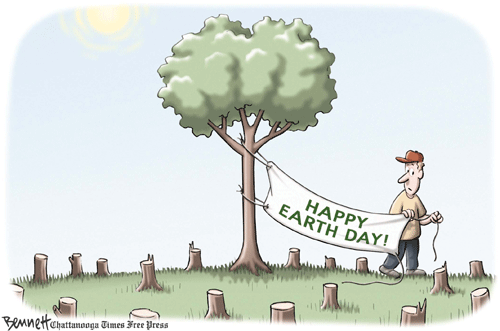 HAPPY
EARTH DAY!
BENNETT Chattanooga Times Free Press